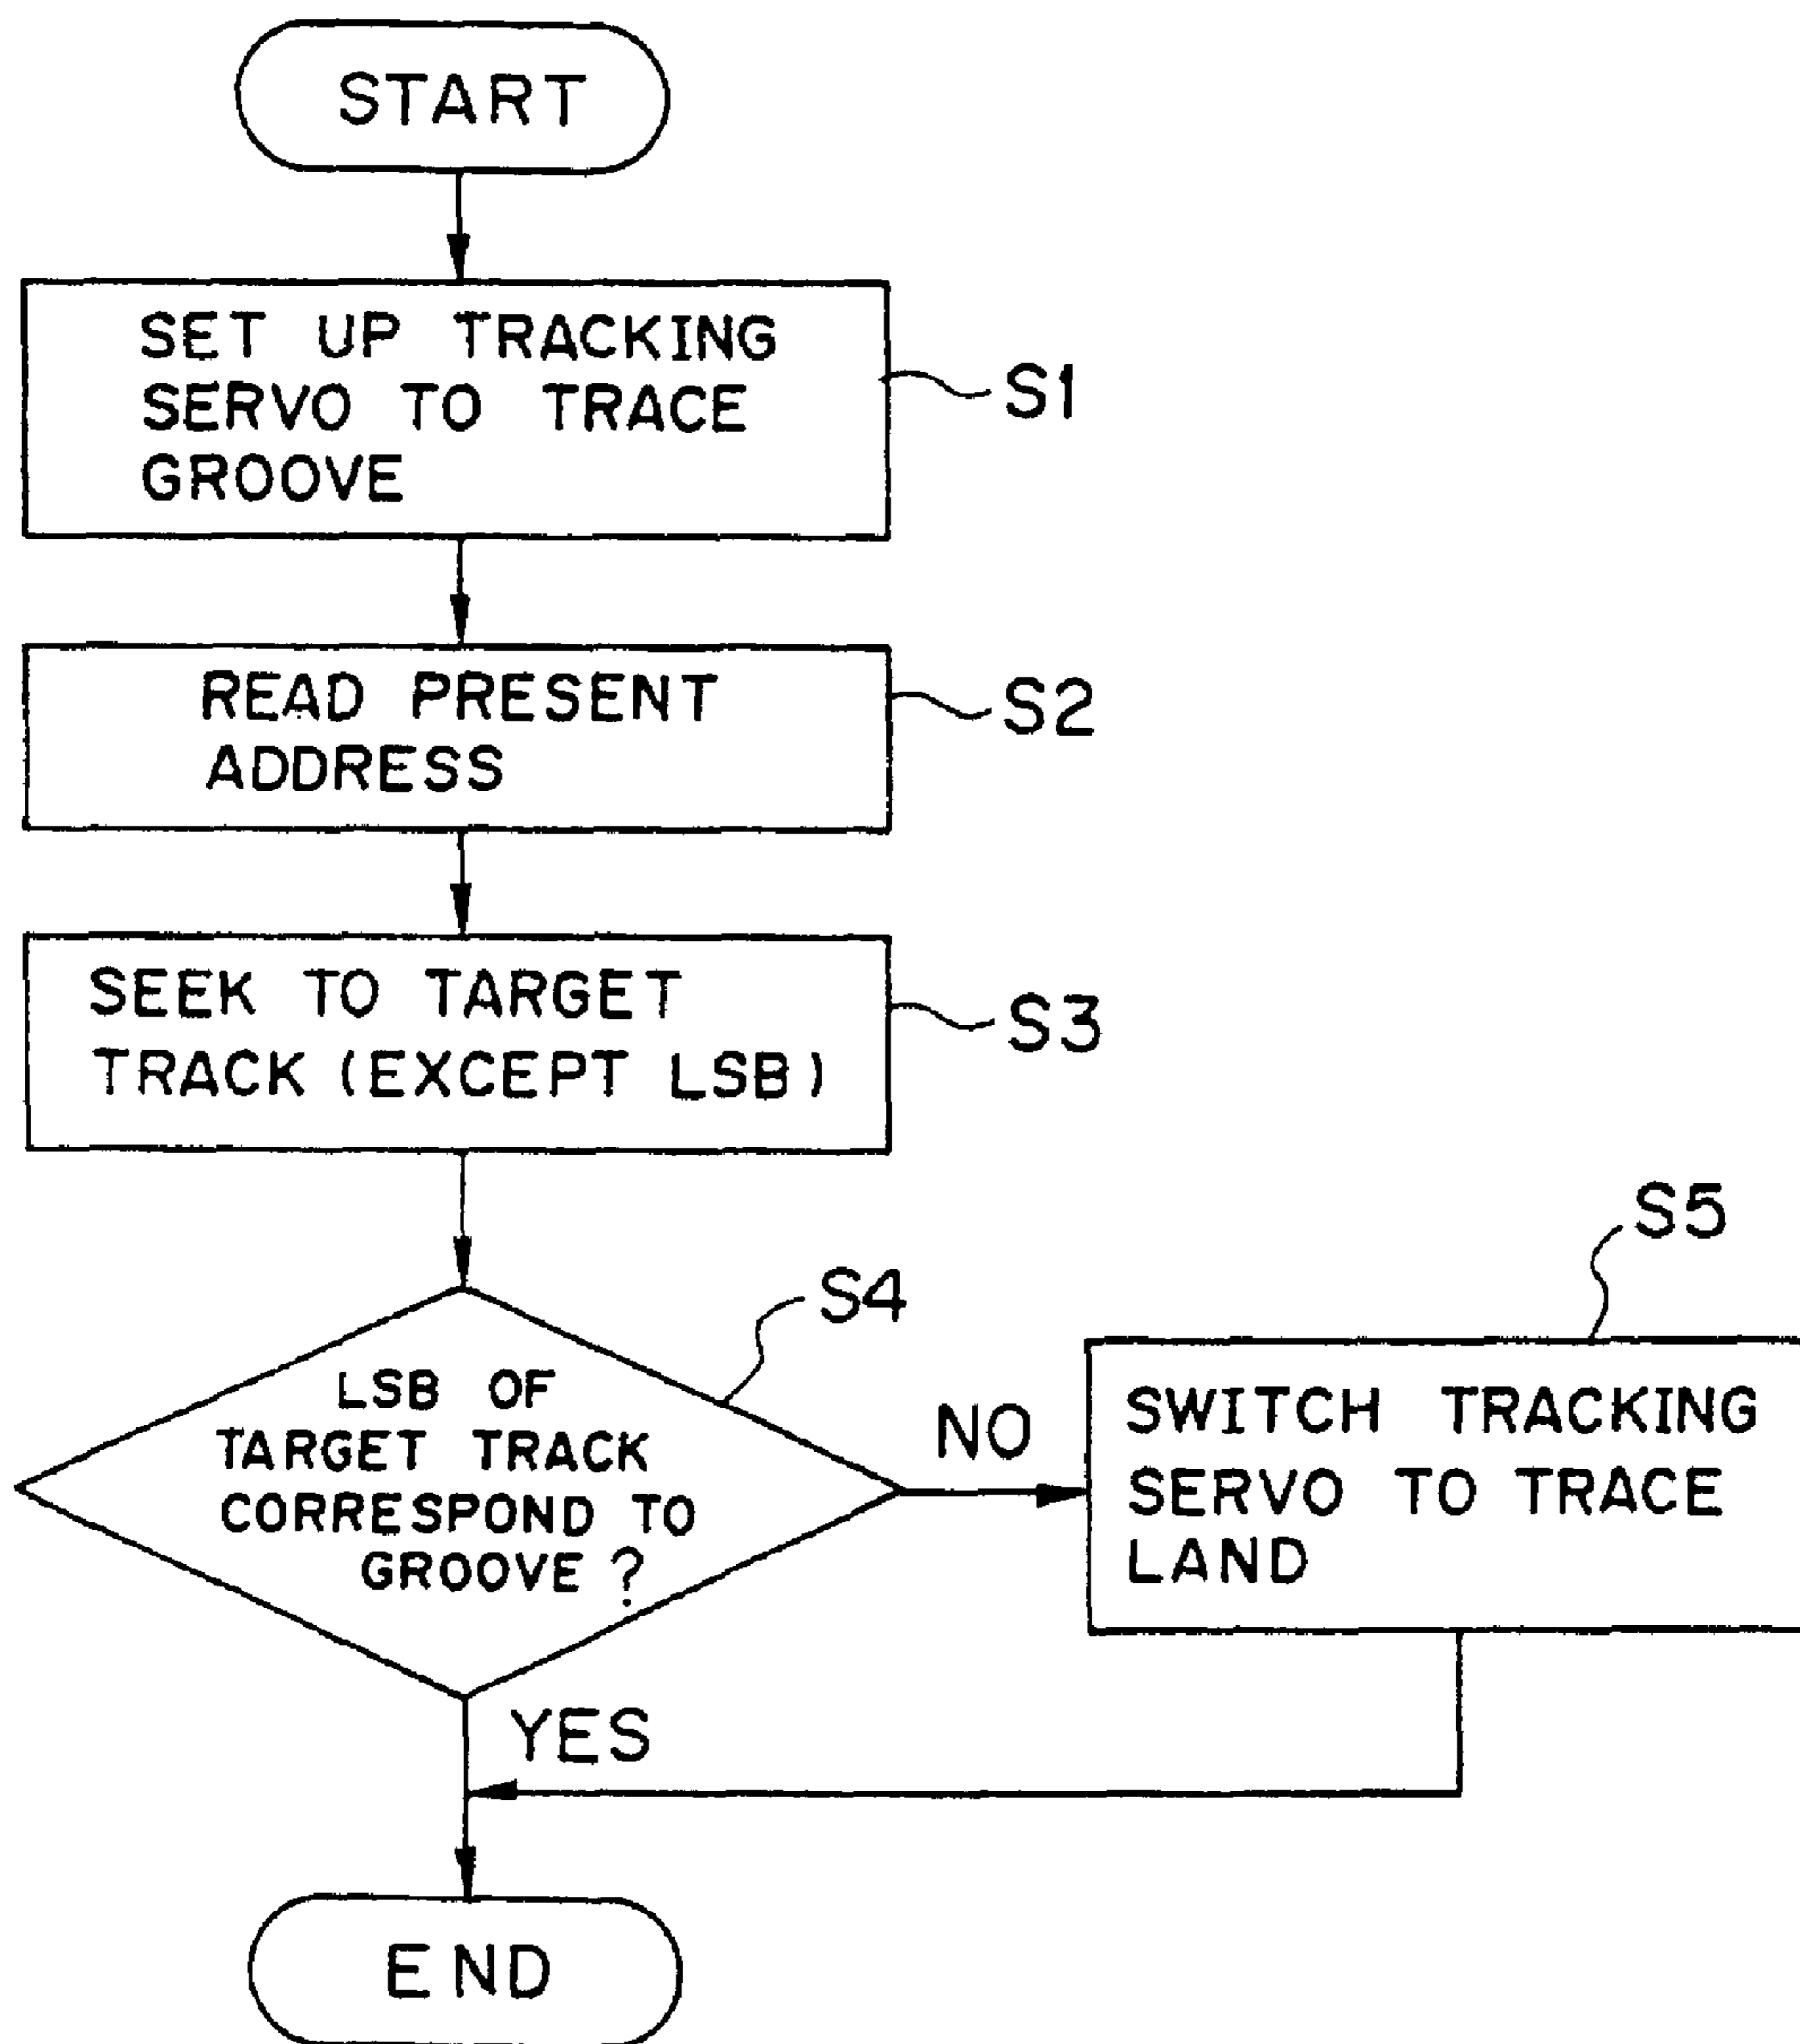 START
SET UP TRACKING
SERVO TO TRACE
GROOVE
S1
READ PRESENT
ADDRESS
S2
SEEK TO TARGET
TRACK (EXCEPT LSB)
S3
LSB OF
TARGET TRACK
CORRESPOND TO
GROOVE ?
S4
NO
SWITCH TRACKING
SERVO TO TRACE
LAND
S5
YES
END